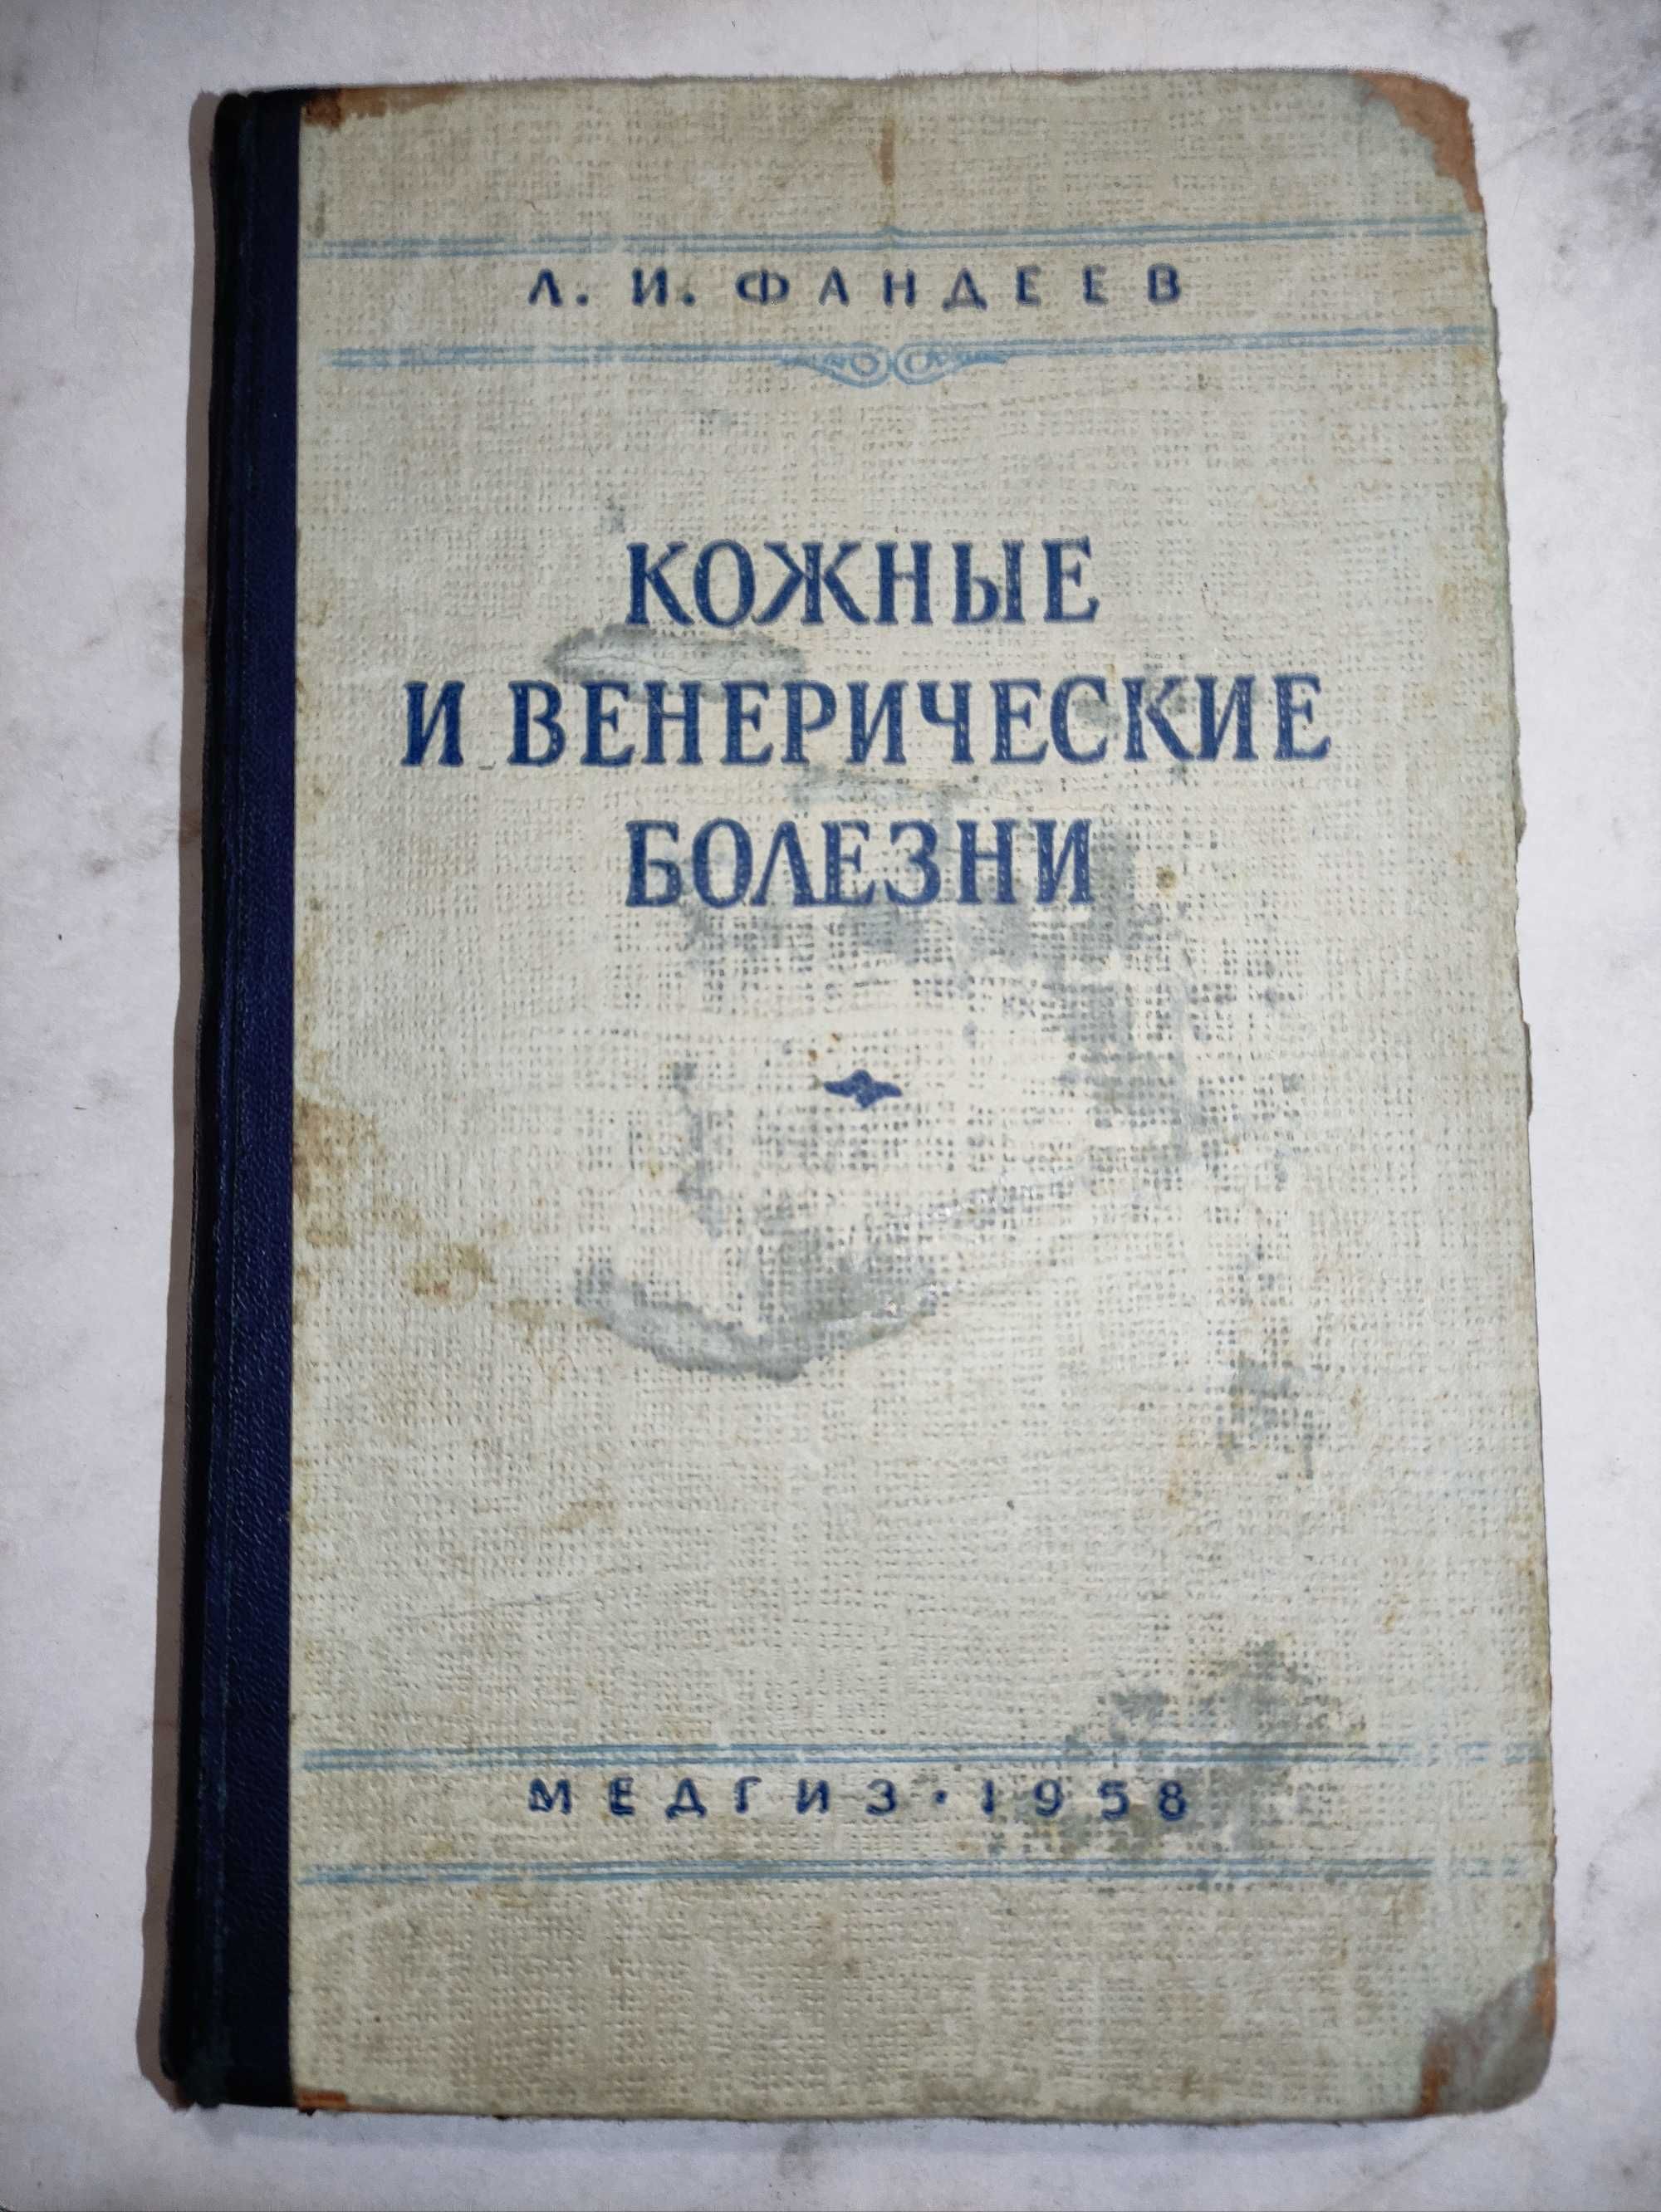 Л. И. ФАНДЕЕВ
КОЖНЫЕ
И ВЕНЕРИЧЕСКИЕ
БОЛЕЗНИ
МЕДГИЗ · 1958